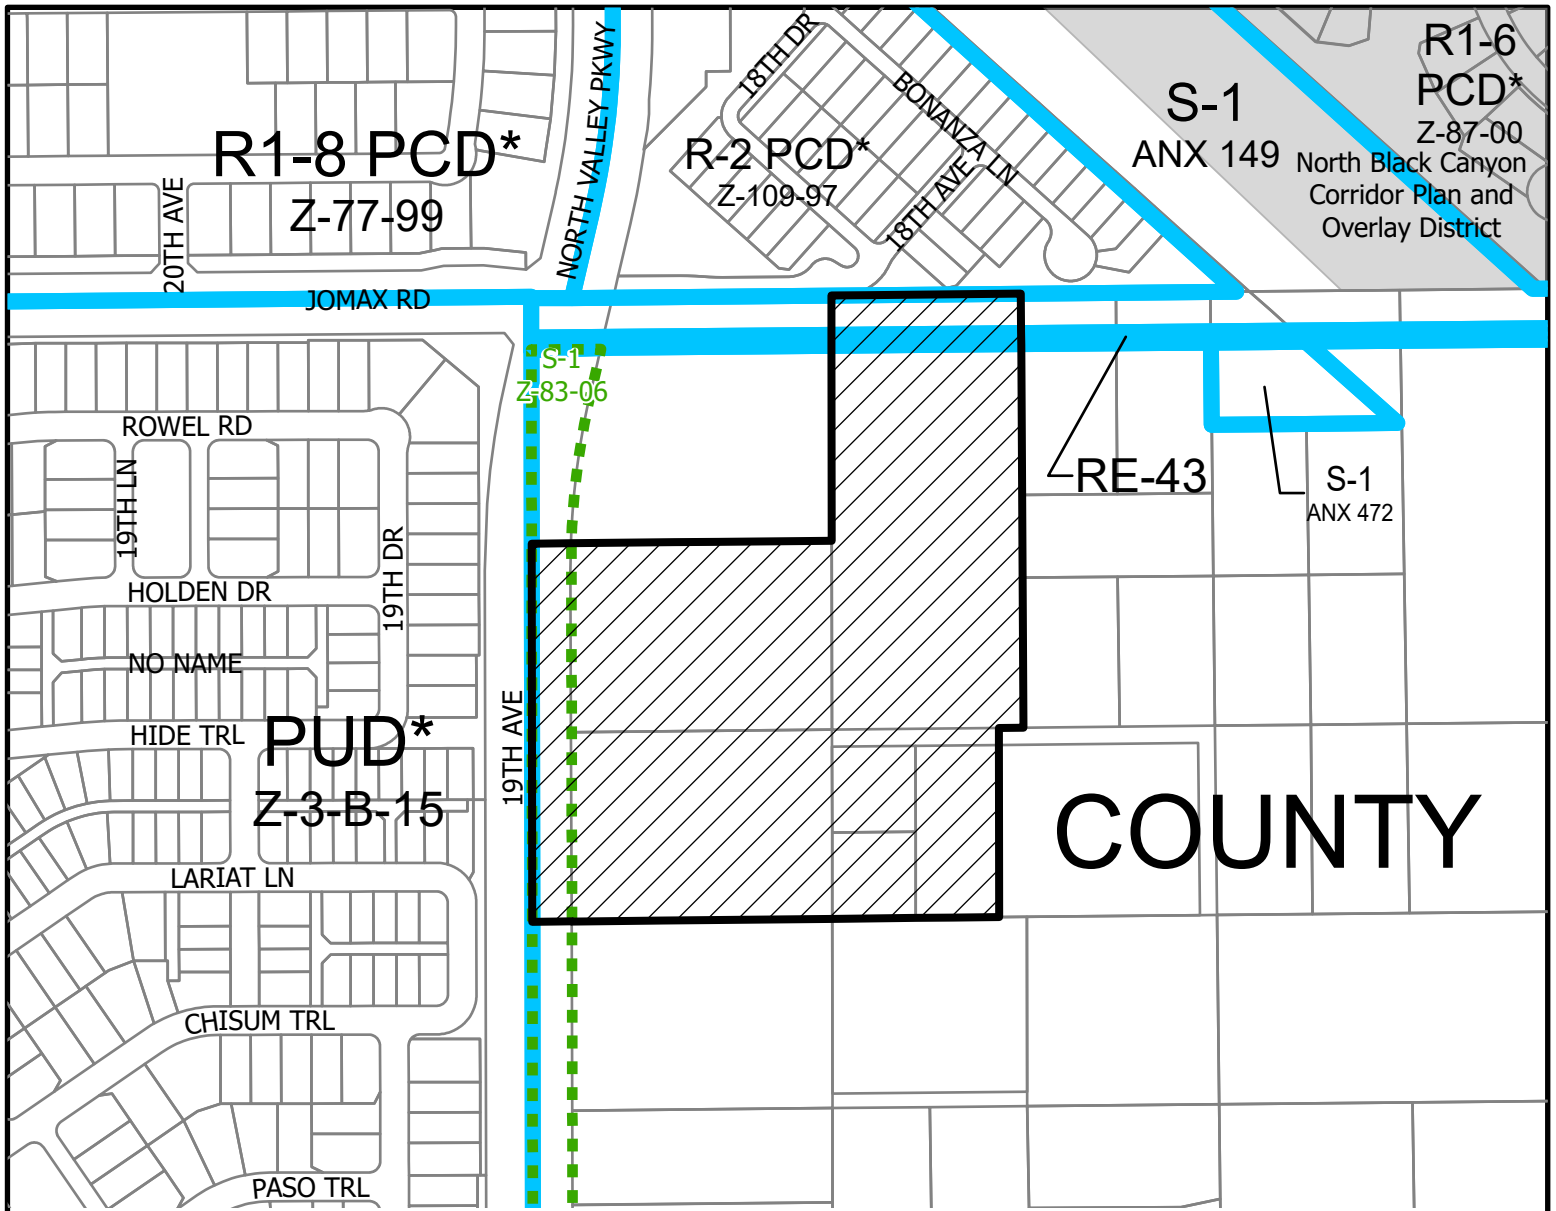 R1-8 PCD*
Z-77-99
20TH AVE
JOMAX RD
NORTH VALLEY PKWY
18TH DR
BONANZA LN
R-2 PCD*
Z-109-97
18TH AVE
S-1
ANX 149
R1-6
PCD*
Z-87-00
North Black Canyon
Corridor Plan and
Overlay District
S-1
Z-83-06
ROWEL RD
19TH LN
19TH DR
HOLDEN DR
NO NAME
HIDE TRL
PUD*
Z-3-B-15
19TH AVE
LARIAT LN
CHISUM TRL
PASO TRL
RE-43
S-1
ANX 472
COUNTY